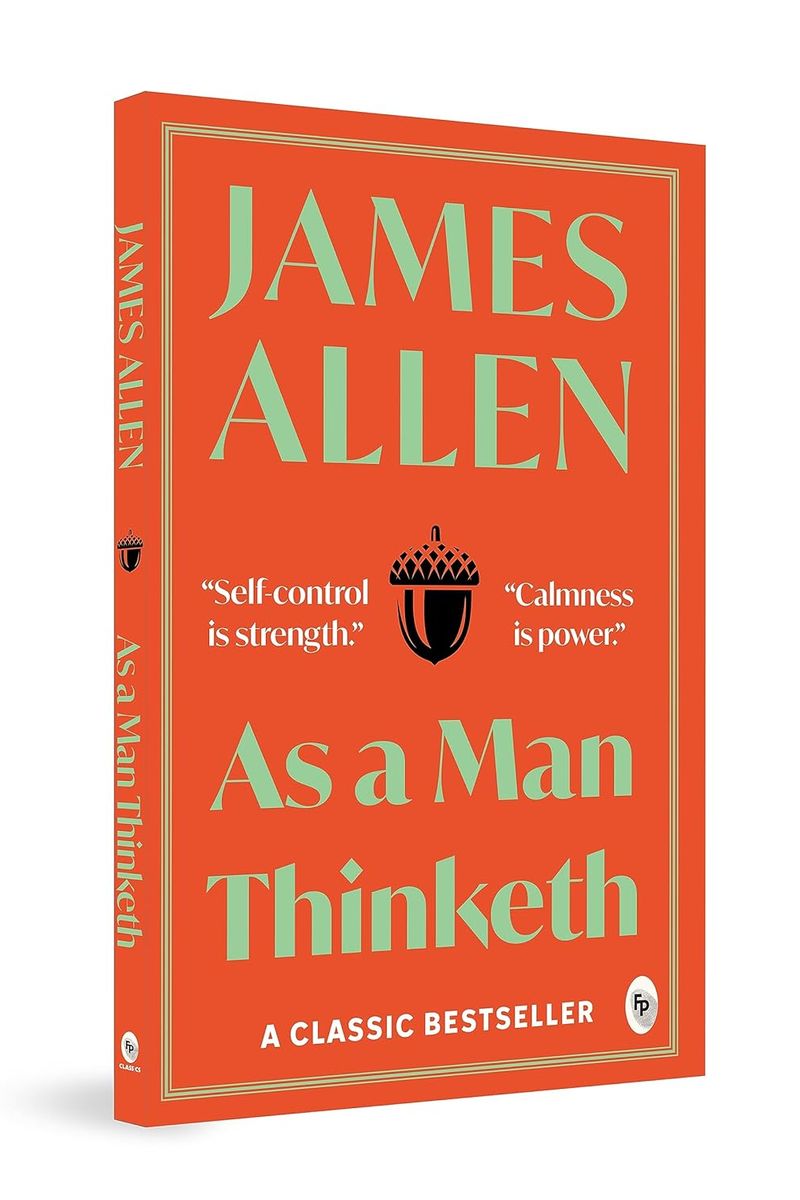 JAMES
ALLEN
“Self-control
is strength.”
“Calmness
is power.”
As a Man
Thinketh
A CLASSIC BESTSELLER
FP
JAMES ALLEN
As a Man Thinketh
FP
CLASSICS